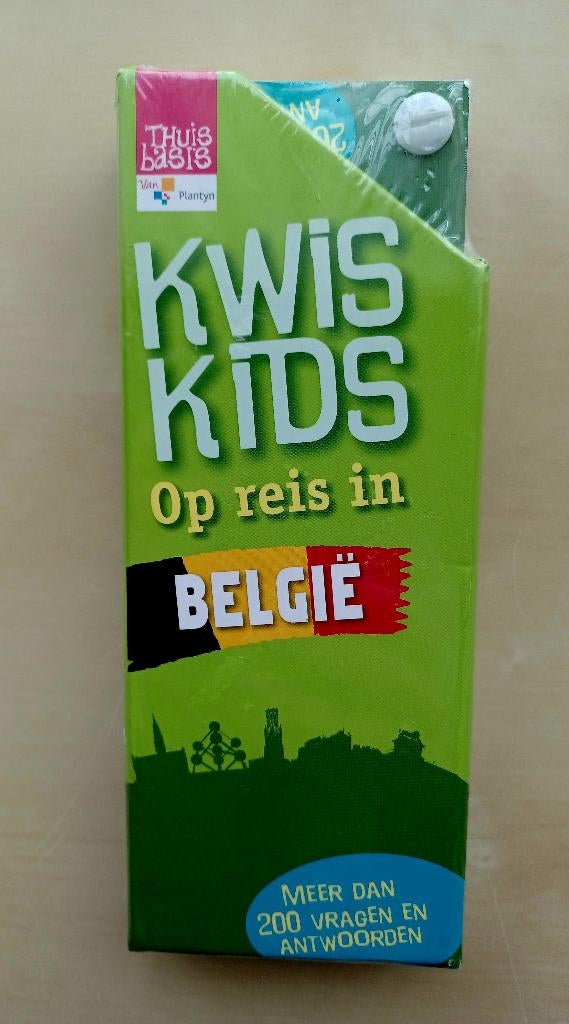 THUIS
basis
Van
Plantyn
KWiS
KiDS
Op reis in
BELGIË
MEER DAN
200 VRAGEN EN
ANTWOORDEN